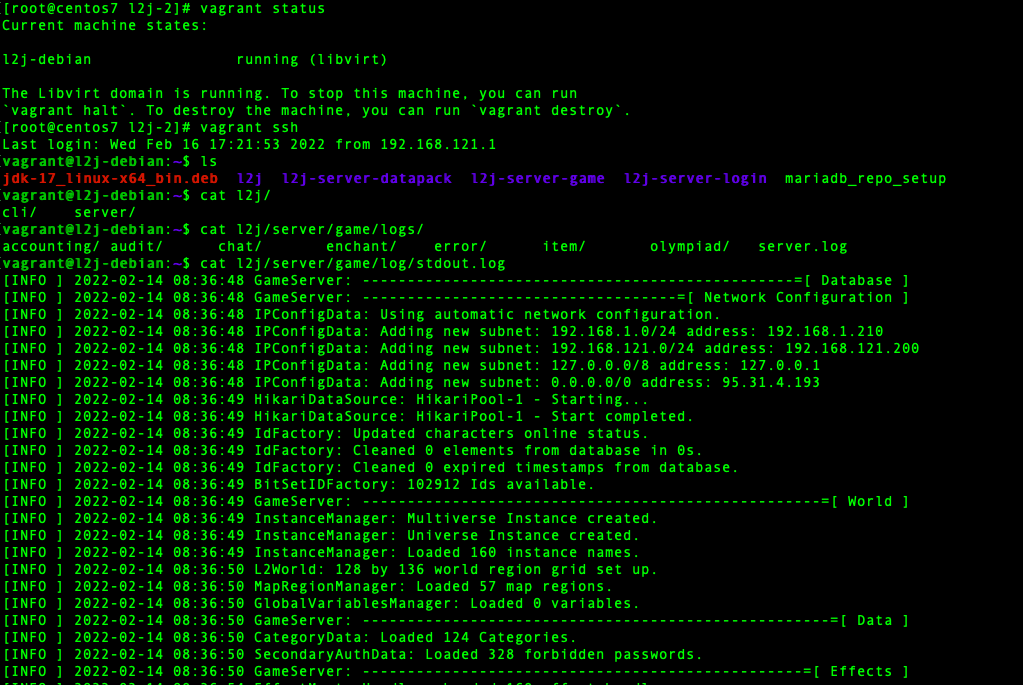 [root@centos7 l2j-2]# vagrant status
Current machine states:
l2j-debian                running (libvirt)
The Libvirt domain is running. To stop this machine, you can run
`vagrant halt`. To destroy the machine, you can run `vagrant destroy`.
[root@centos7 l2j-2]# vagrant ssh
Last login: Wed Feb 16 17:21:53 2022 from 192.168.121.1
vagrant@l2j-debian:~$ ls
jdk-17_linux-x64_bin.deb  l2j  l2j-server-datapack  l2j-server-game  l2j-server-login  mariadb_repo_setup
vagrant@l2j-debian:~$ cat l2j/
cli/    server/
vagrant@l2j-debian:~$ cat l2j/server/game/logs/
accounting/ audit/      chat/       enchant/    error/      item/       olympiad/   server.log
vagrant@l2j-debian:~$ cat l2j/server/game/log/stdout.log
[INFO ] 2022-02-14 08:36:48 GameServer: ------------------------------------------------=[ Database ]
[INFO ] 2022-02-14 08:36:48 GameServer: -----------------------------------=[ Network Configuration ]
[INFO ] 2022-02-14 08:36:48 IPConfigData: Using automatic network configuration.
[INFO ] 2022-02-14 08:36:48 IPConfigData: Adding new subnet: 192.168.1.0/24 address: 192.168.1.210
[INFO ] 2022-02-14 08:36:48 IPConfigData: Adding new subnet: 192.168.121.0/24 address: 192.168.121.200
[INFO ] 2022-02-14 08:36:48 IPConfigData: Adding new subnet: 127.0.0.0/8 address: 127.0.0.1
[INFO ] 2022-02-14 08:36:48 IPConfigData: Adding new subnet: 0.0.0.0/0 address: 95.31.4.193
[INFO ] 2022-02-14 08:36:48 HikariDataSource: HikariPool-1 - Starting...
[INFO ] 2022-02-14 08:36:48 HikariDataSource: HikariPool-1 - Start completed.
[INFO ] 2022-02-14 08:36:49 IdFactory: Updated characters online status.
[INFO ] 2022-02-14 08:36:49 IdFactory: Cleaned 0 elements from database in 0s.
[INFO ] 2022-02-14 08:36:49 IdFactory: Cleaned 0 expired timestamps from database.
[INFO ] 2022-02-14 08:36:49 BitSetIDFactory: 102912 Ids available.
[INFO ] 2022-02-14 08:36:49 GameServer: ---------------------------------------------------=[ World ]
[INFO ] 2022-02-14 08:36:49 InstanceManager: Multiverse Instance created.
[INFO ] 2022-02-14 08:36:49 InstanceManager: Universe Instance created.
[INFO ] 2022-02-14 08:36:49 InstanceManager: Loaded 160 instance names.
[INFO ] 2022-02-14 08:36:50 L2World: 128 by 136 world region grid set up.
[INFO ] 2022-02-14 08:36:50 MapRegionManager: Loaded 57 map regions.
[INFO ] 2022-02-14 08:36:50 GlobalVariablesManager: Loaded 0 variables.
[INFO ] 2022-02-14 08:36:50 GameServer: ----------------------------------------------------=[ Data ]
[INFO ] 2022-02-14 08:36:50 CategoryData: Loaded 124 Categories.
[INFO ] 2022-02-14 08:36:50 SecondaryAuthData: Loaded 328 forbidden passwords.
[INFO ] 2022-02-14 08:36:50 GameServer: -------------------------------------------------=[ Effects ]